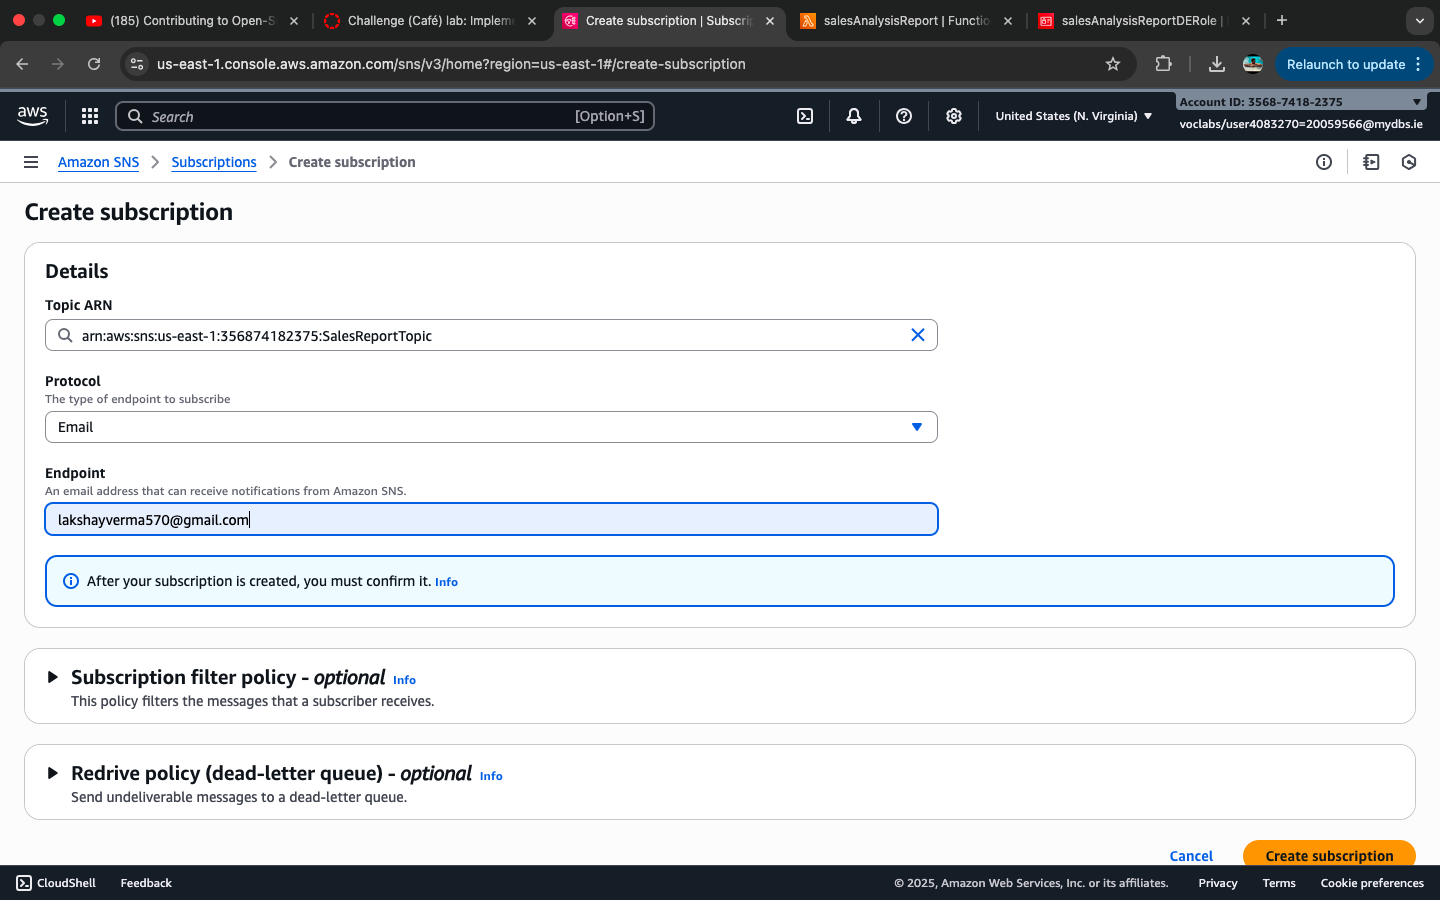 (185) Contributing to Open-S
Challenge (Café) lab: Impleme
Create subscription | Subscrip
salesAnalysisReport | Functio
salesAnalysisReportDERole |
us-east-1.console.aws.amazon.com/sns/v3/home?region=us-east-1#/create-subscription
Relaunch to update
aws
Search
[Option+S]
United States (N. Virginia)
Account ID: 3568-7418-2375
voclabs/user4083270=20059566@mydbs.ie
Amazon SNS
Subscriptions
Create subscription
Create subscription
Details
Topic ARN
arn:aws:sns:us-east-1:356874182375:SalesReportTopic
Protocol
The type of endpoint to subscribe
Email
Endpoint
An email address that can receive notifications from Amazon SNS.
lakshayverma570@gmail.com
After your subscription is created, you must confirm it. Info
Subscription filter policy - optional Info
This policy filters the messages that a subscriber receives.
Redrive policy (dead-letter queue) - optional Info
Send undeliverable messages to a dead-letter queue.
Cancel
Create subscription
CloudShell
Feedback
© 2025, Amazon Web Services, Inc. or its affiliates.
Privacy
Terms
Cookie preferences